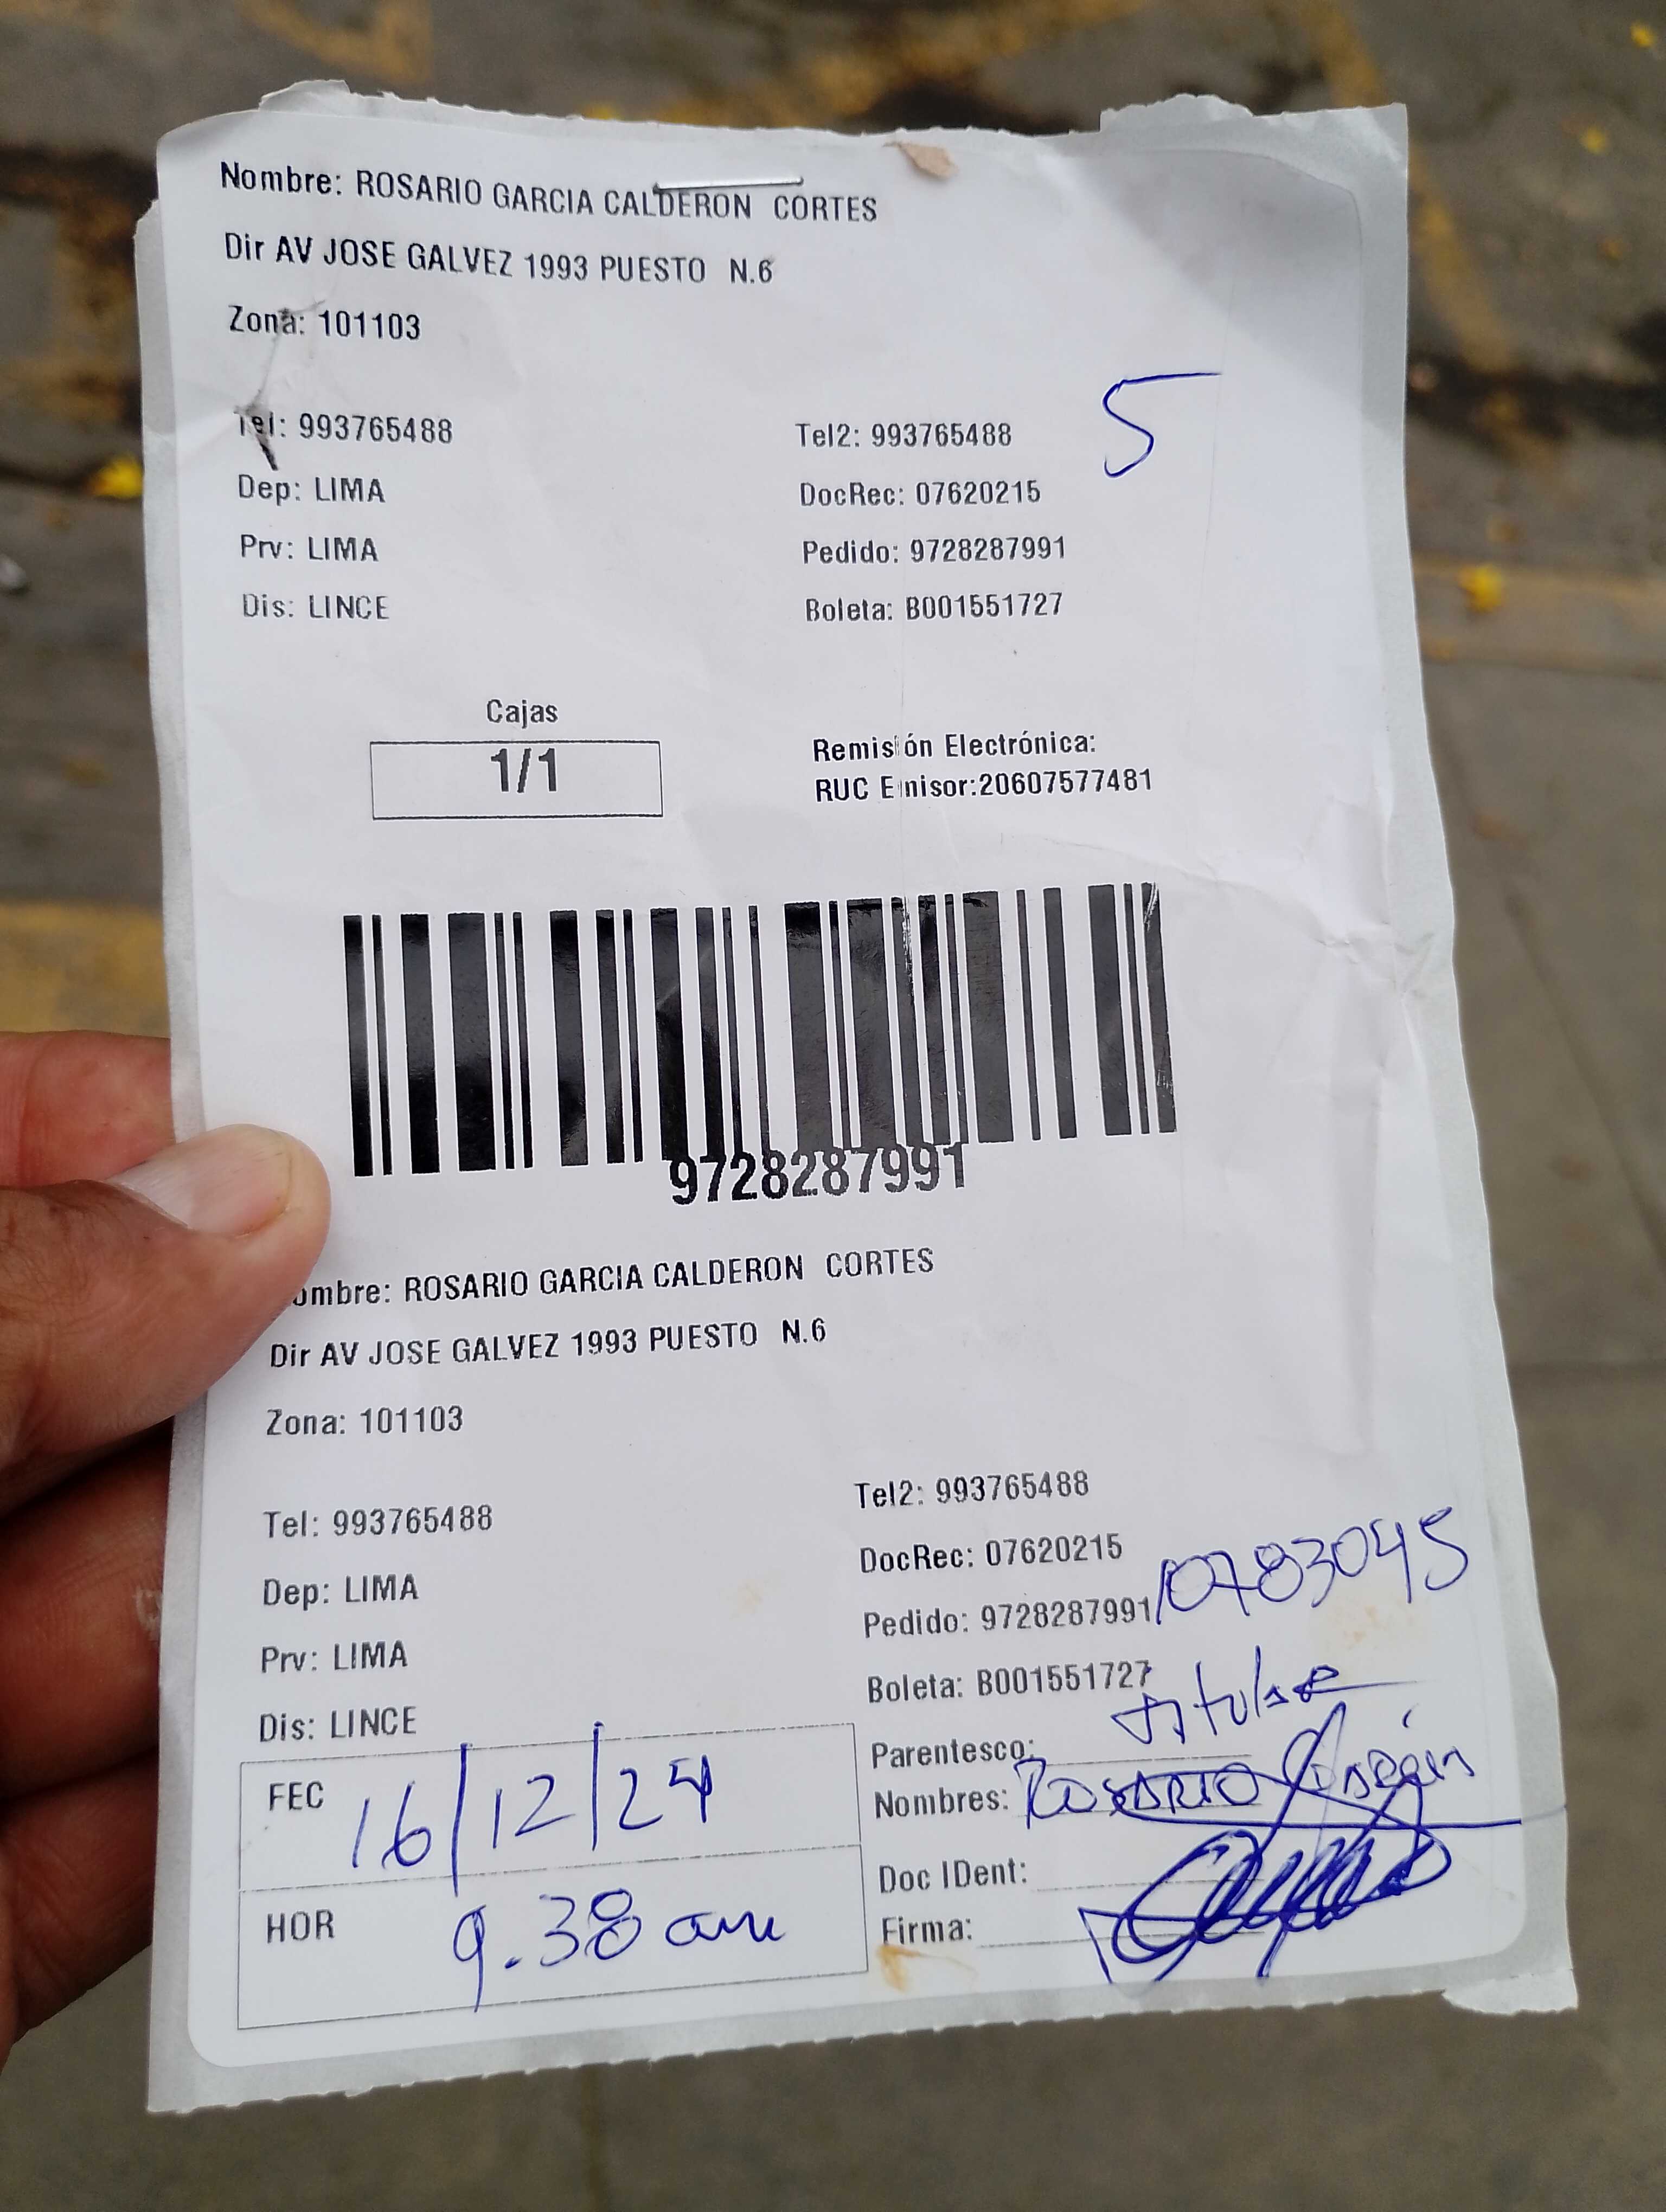 Nombre: ROSARIO GARCIA CALDERON CORTES
Dir AV JOSE GALVEZ 1993 PUESTO N.6
Zona: 101103
5
Tel: 993765488 Tel2: 993765488
Dep: LIMA DocRec: 07620215
Prv: LIMA Pedido: 9728287991
Dis: LINCE Boleta: B001551727
Cajas
1/1
Remisión Electrónica:
RUC Emisor:20607577481
9728287991
ombre: ROSARIO GARCIA CALDERON CORTES
Dir AV JOSE GALVEZ 1993 PUESTO N.6
Zona: 101103
Tel: 993765488 Tel2: 993765488
Dep: LIMA DocRec: 07620215
0783045
Prv: LIMA Pedido: 9728287991
Dis: LINCE Boleta: B001551727
Parentesco: titular
Nombres: ROSARIO
Doc IDent:
Firma:
FEC 16/12/24
HOR 9.38 am